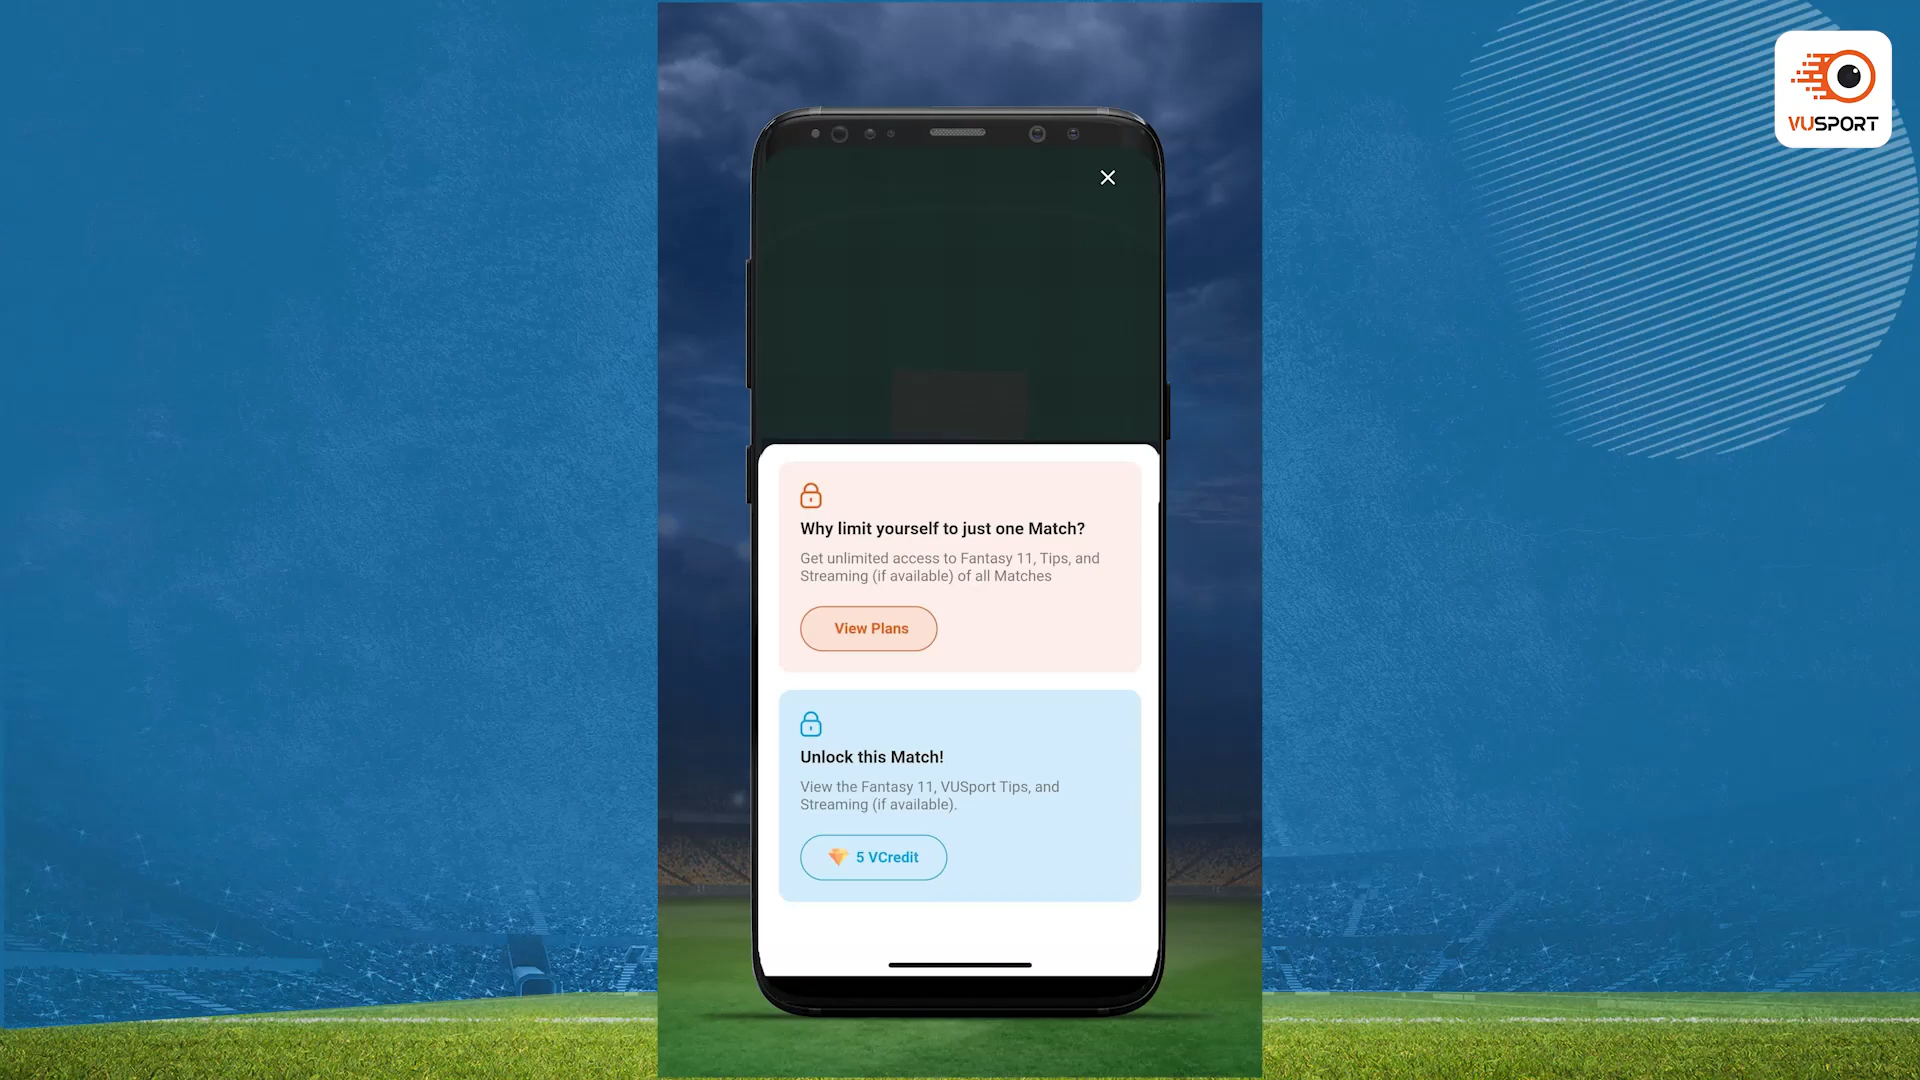 VUSPORT
Why limit yourself to just one Match?
Get unlimited access to Fantasy 11, Tips, and
Streaming (if available) of all Matches
View Plans
Unlock this Match!
View the Fantasy 11, VUSport Tips, and
Streaming (if available).
5 VCredit